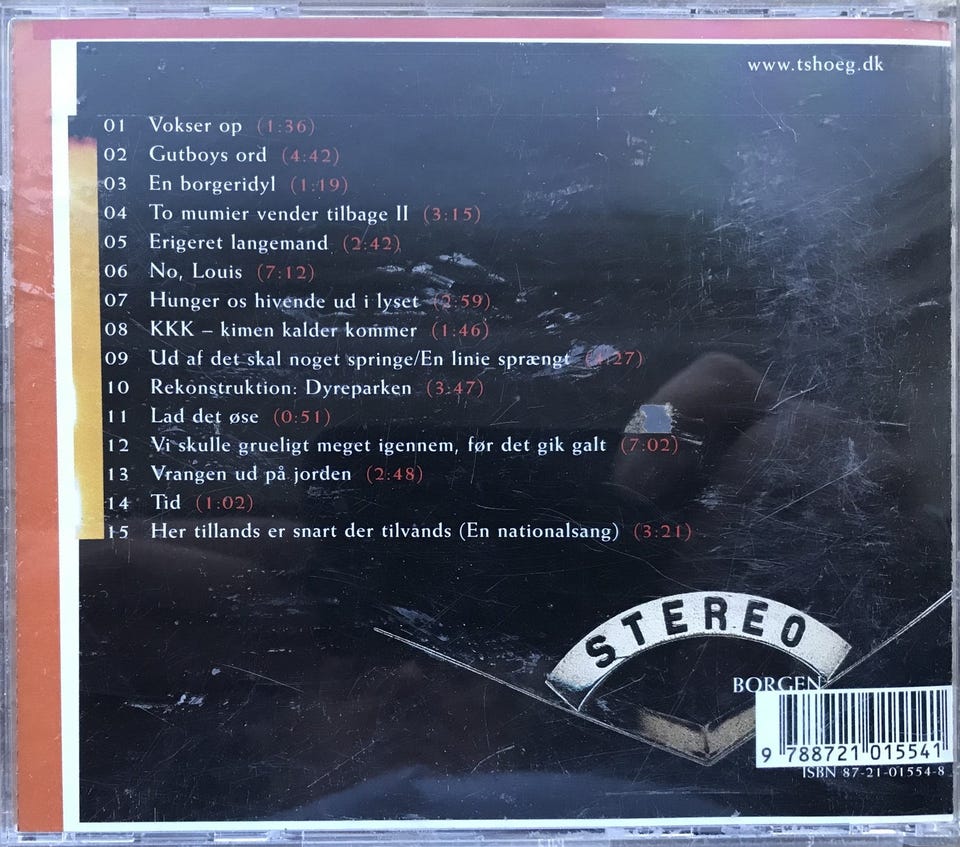 www.tshoeg.dk
01 Vokser op (1:36)
02 Gutboys ord (4:42)
03 En borgeridyl (1:19)
04 To mumier vender tilbage II (3:15)
05 Erigeret langemand (2:42)
06 No, Louis (7:12)
07 Hunger os hivende ud i lyset (2:59)
08 KKK – kimen kalder kommer (1:46)
09 Ud af det skal noget springe/En linie sprængt
10 Rekonstruktion: Dyreparken (3:47)
11 Lad det øse (0:51)
12 Vi skulle grueligt meget igennem, før det gik galt (7:02)
13 Vrangen ud på jorden (2:48)
14 Tid (1:02)
15 Her tillands er snart der tilvands (En nationalsang) (3:21)
STEREO
BORGEN
9 788721 015541
ISBN 87-21-01554-8